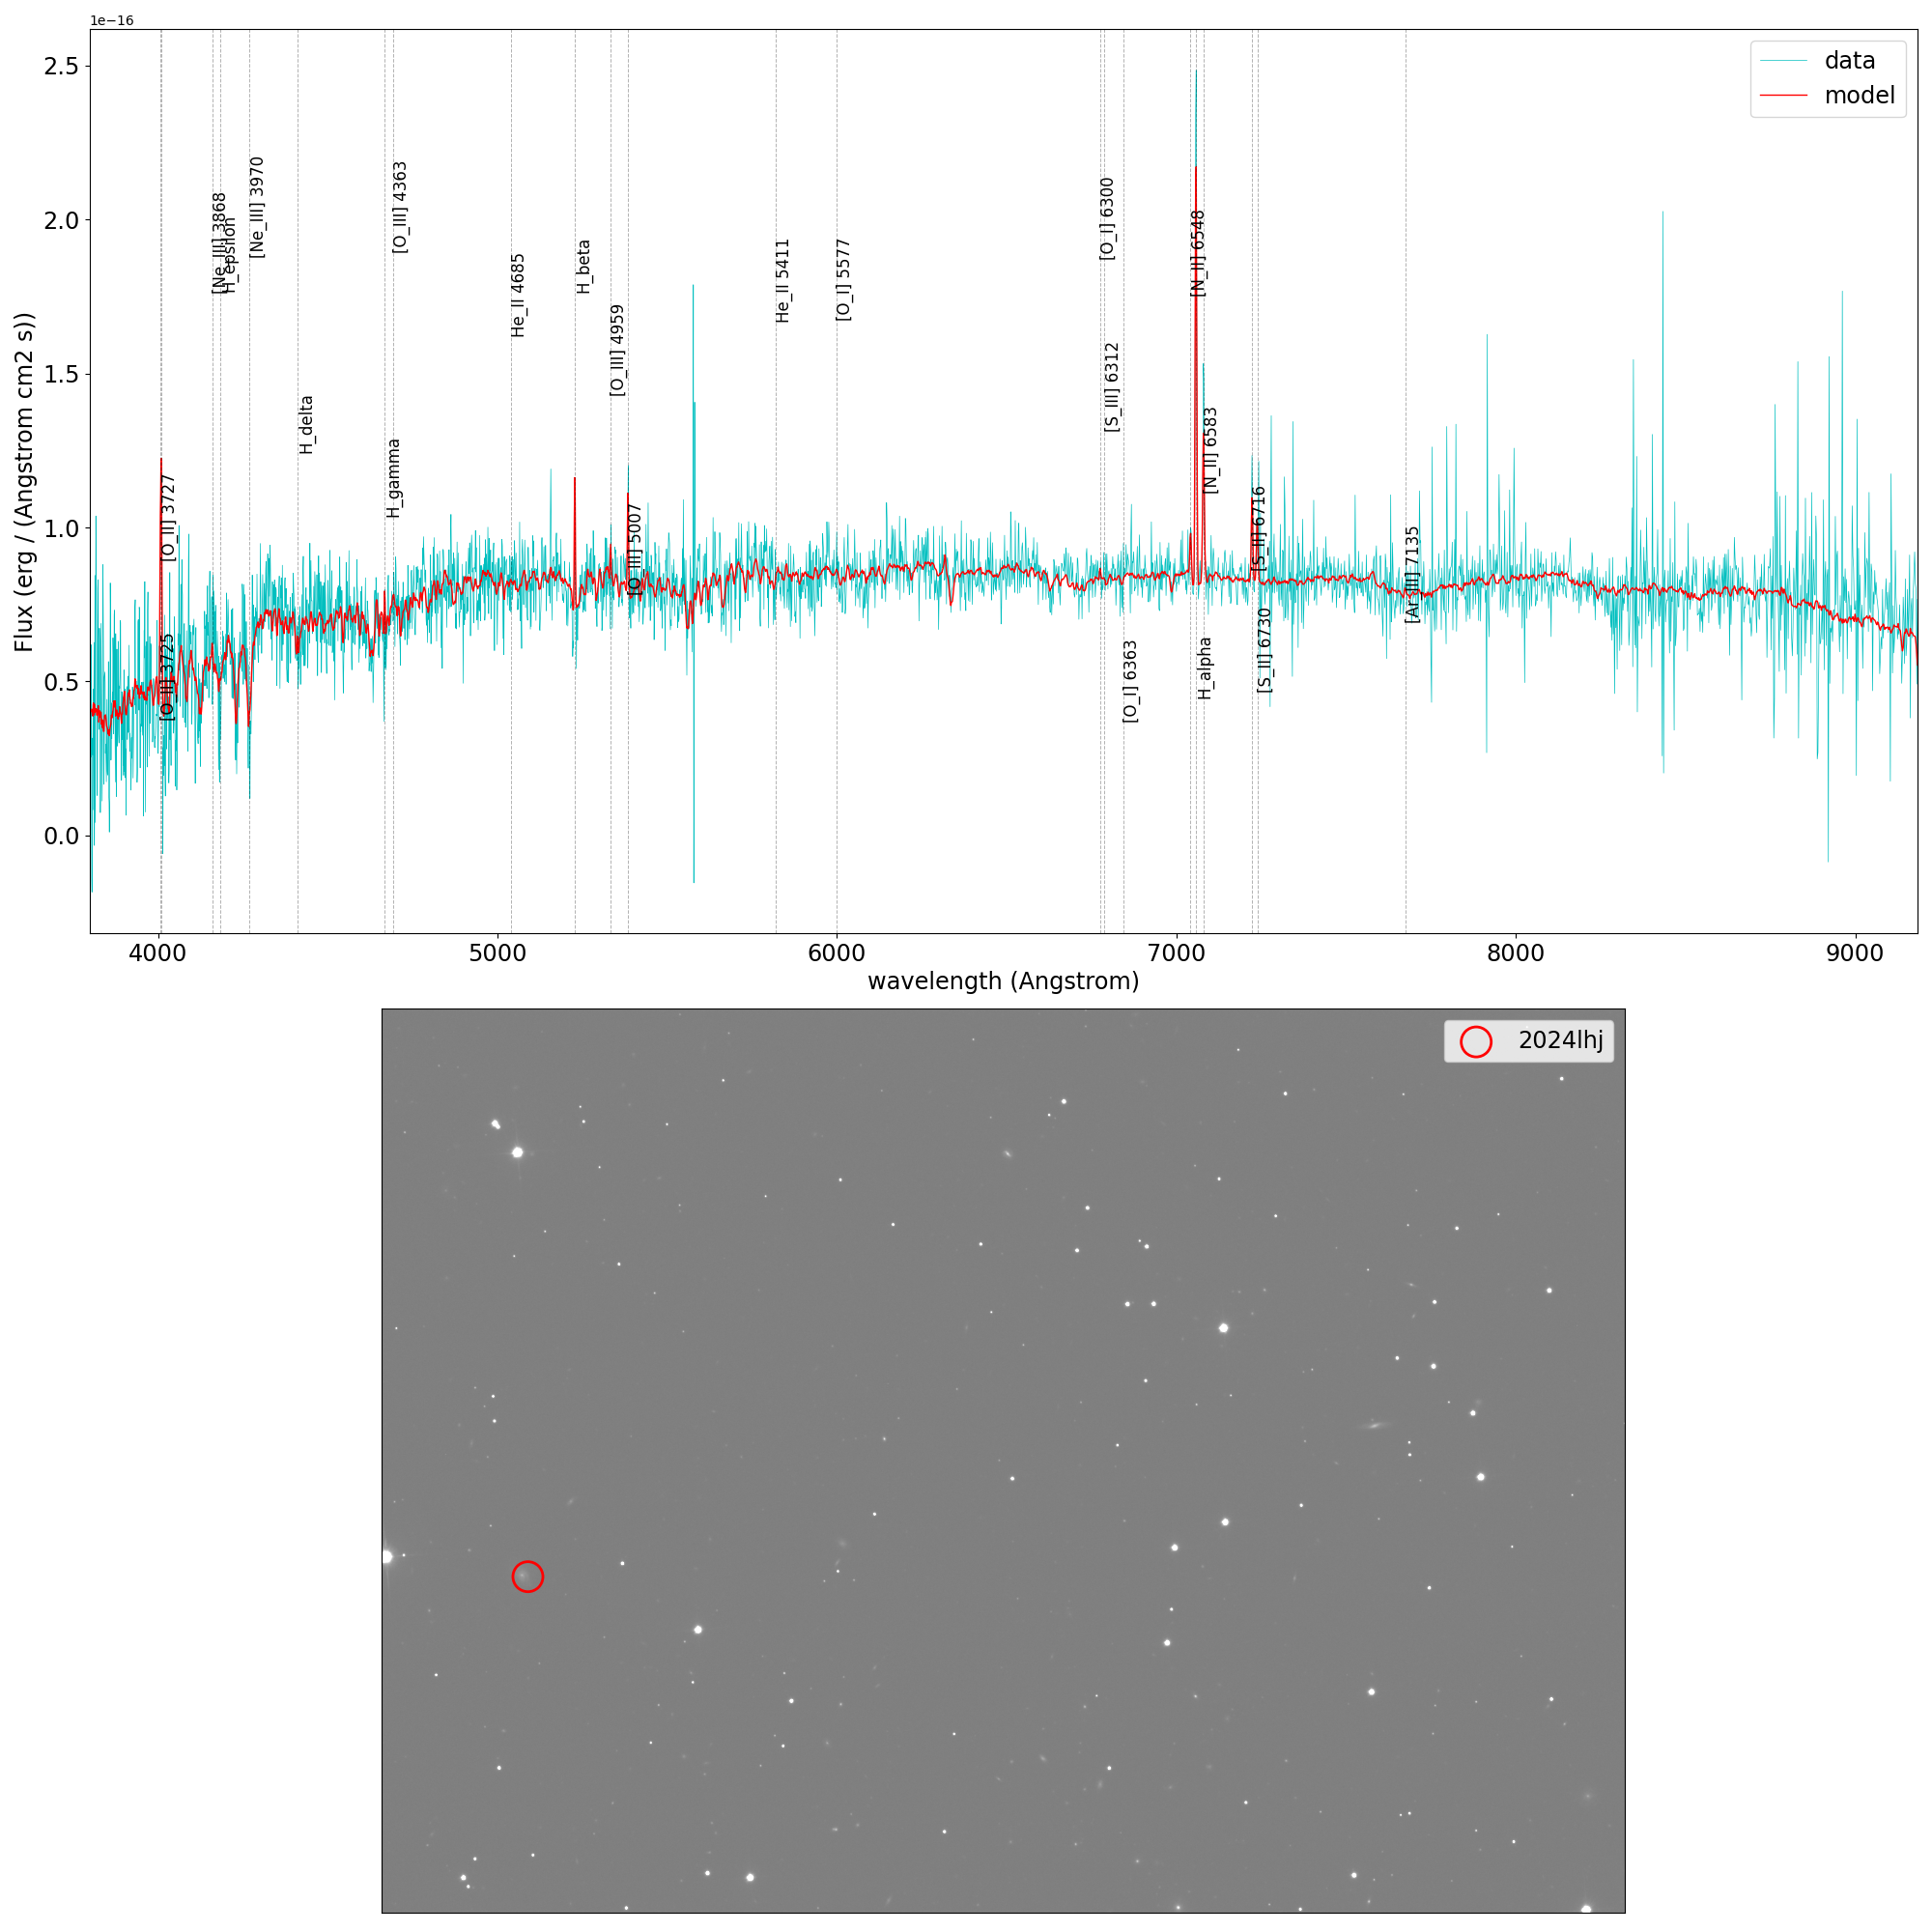 1e−16
2.5
2.0
1.5
1.0
0.5
0.0
Flux (erg / (Angstrom cm2 s))
data
model
[O_II] 3725
[O_II] 3727
[Ne_III] 3868
H_epsilon
[Ne_III] 3970
H_delta
H_gamma
[O_III] 4363
He_II 4685
H_beta
[O_III] 4959
[O_III] 5007
He_II 5411
[O_I] 5577
[O_I] 6300
[S_III] 6312
[O_I] 6363
[N_II] 6548
H_alpha
[N_II] 6583
[S_II] 6716
[S_II] 6730
[Ar_III] 7135
4000 5000 6000 7000 8000 9000
wavelength (Angstrom)
2024lhj